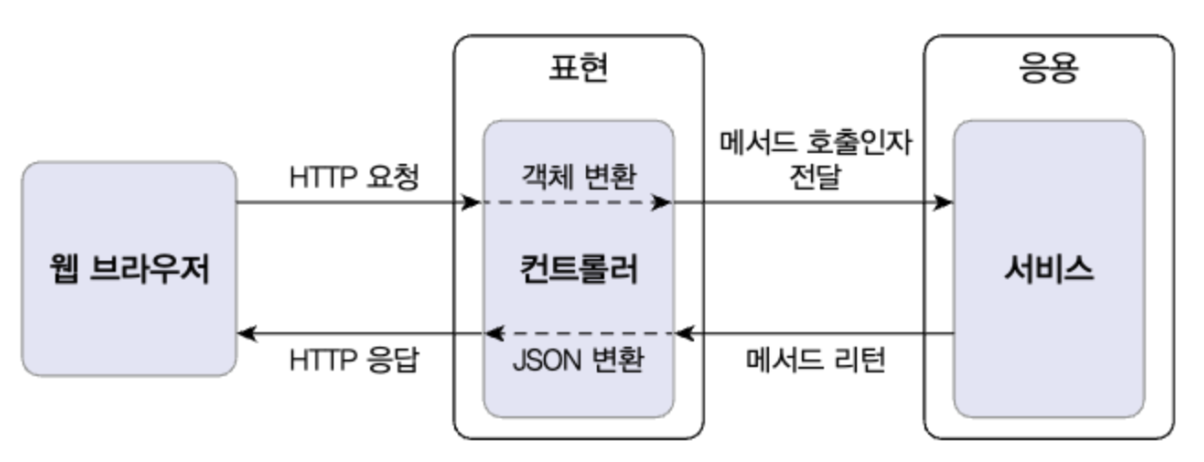 표현
응용
메서드 호출인자
전달
HTTP 요청
객체 변환
웹 브라우저
컨트롤러
서비스
HTTP 응답
JSON 변환
메서드 리턴